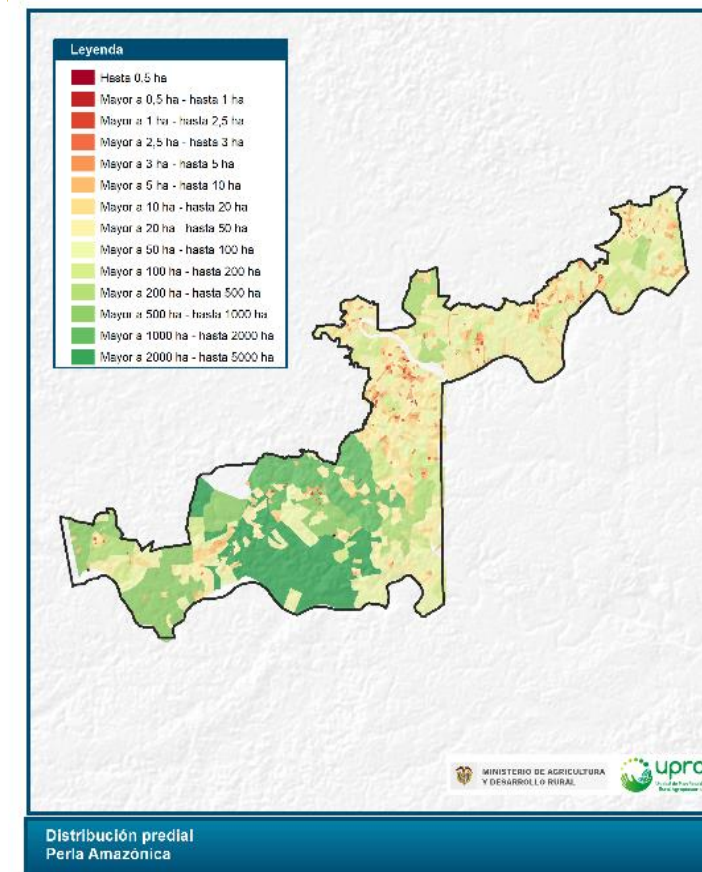 Leyenda
Hasta 0,5 ha
Mayor a 0,5 ha - hasta 1 ha
Mayor a 1 ha - hasta 2,5 ha
Mayor a 2,5 ha - hasta 3 ha
Mayor a 3 ha - hasta 5 ha
Mayor a 5 ha - hasta 10 ha
Mayor a 10 ha - hasta 20 ha
Mayor a 20 ha - hasta 50 ha
Mayor a 50 ha - hasta 100 ha
Mayor a 100 ha - hasta 200 ha
Mayor a 200 ha - hasta 500 ha
Mayor a 500 ha - hasta 1000 ha
Mayor a 1000 ha - hasta 2000 ha
Mayor a 2000 ha - hasta 5000 ha
MINISTERIO DE AGRICULTURA
Y DESARROLLO RURAL
Distribución predial
Perla Amazónica